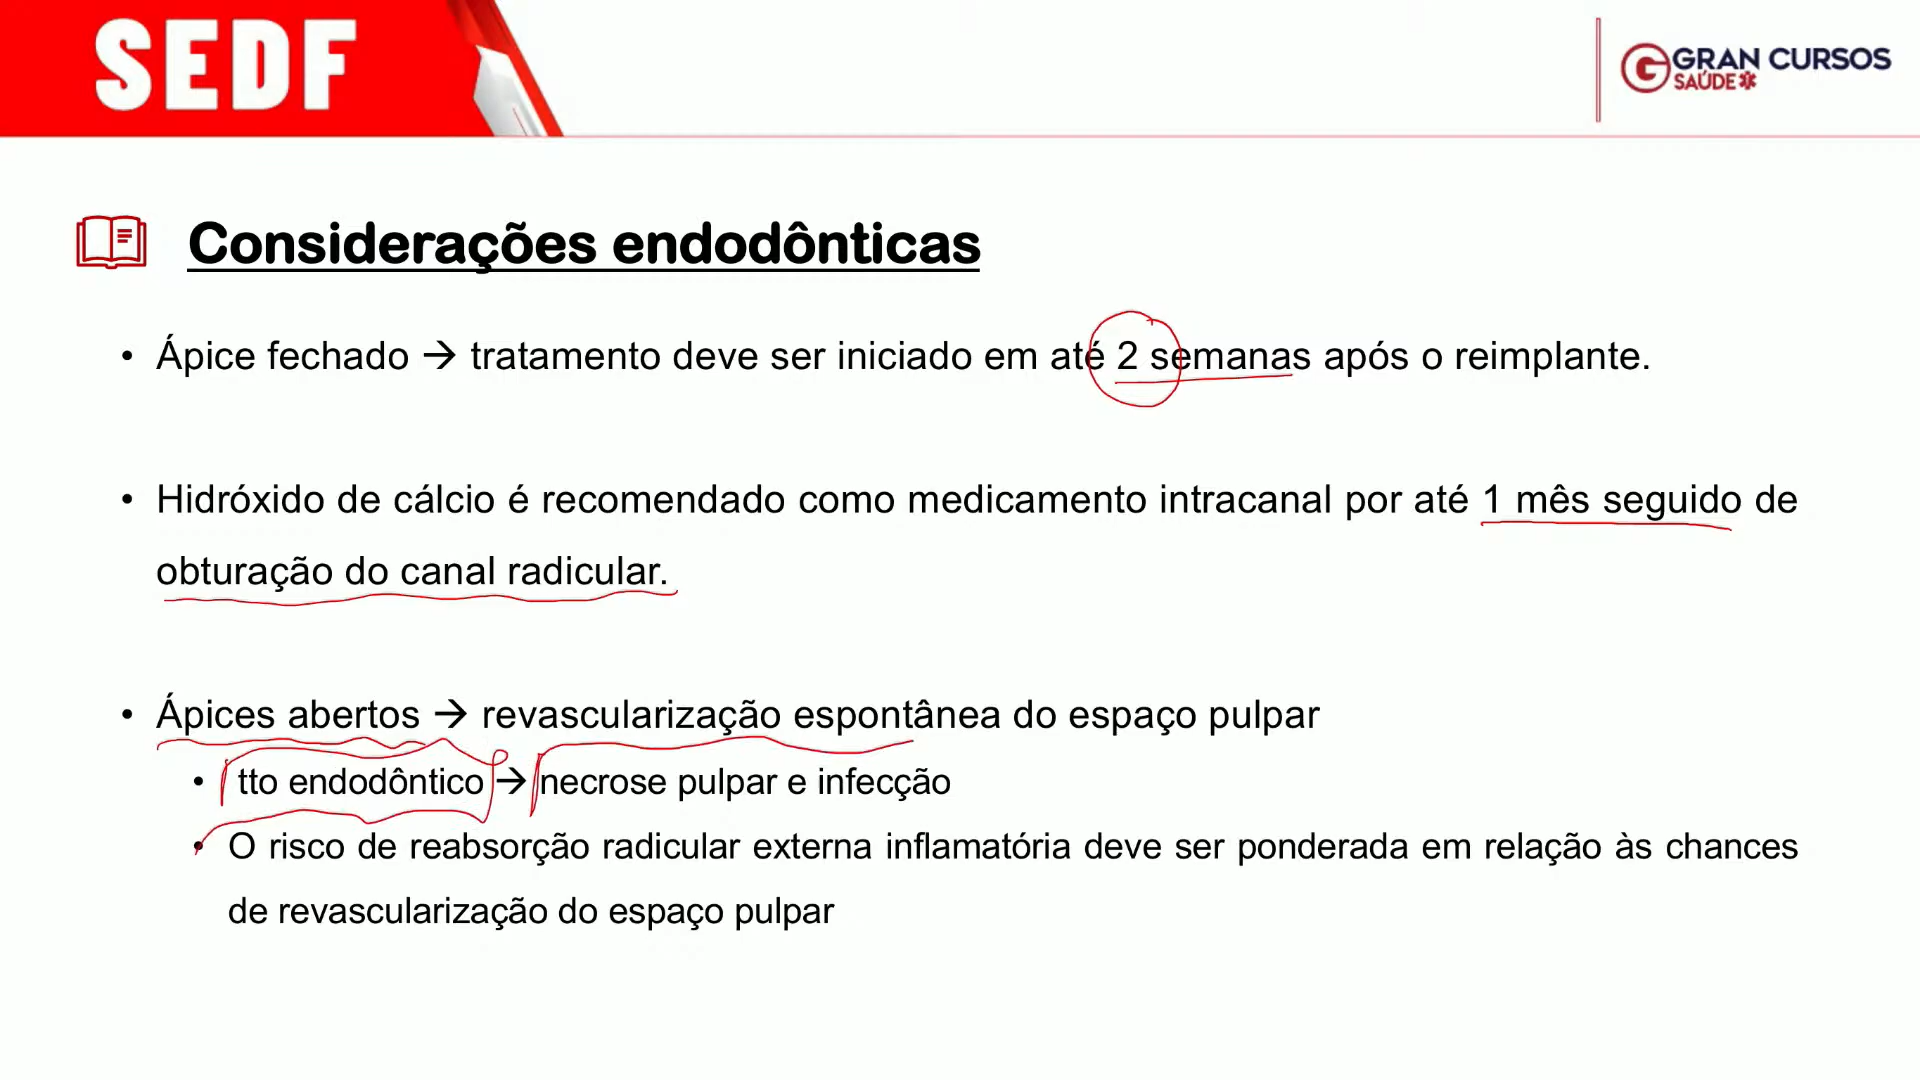 SEDF
GRAN CURSOS
SAÚDE
Considerações endodônticas
• Ápice fechado → tratamento deve ser iniciado em até 2 semanas após o reimplante.
• Hidróxido de cálcio é recomendado como medicamento intracanal por até 1 mês seguido de
obturação do canal radicular.
• Ápices abertos → revascularização espontânea do espaço pulpar
• tto endodôntico → necrose pulpar e infecção
• O risco de reabsorção radicular externa inflamatória deve ser ponderada em relação às chances
de revascularização do espaço pulpar